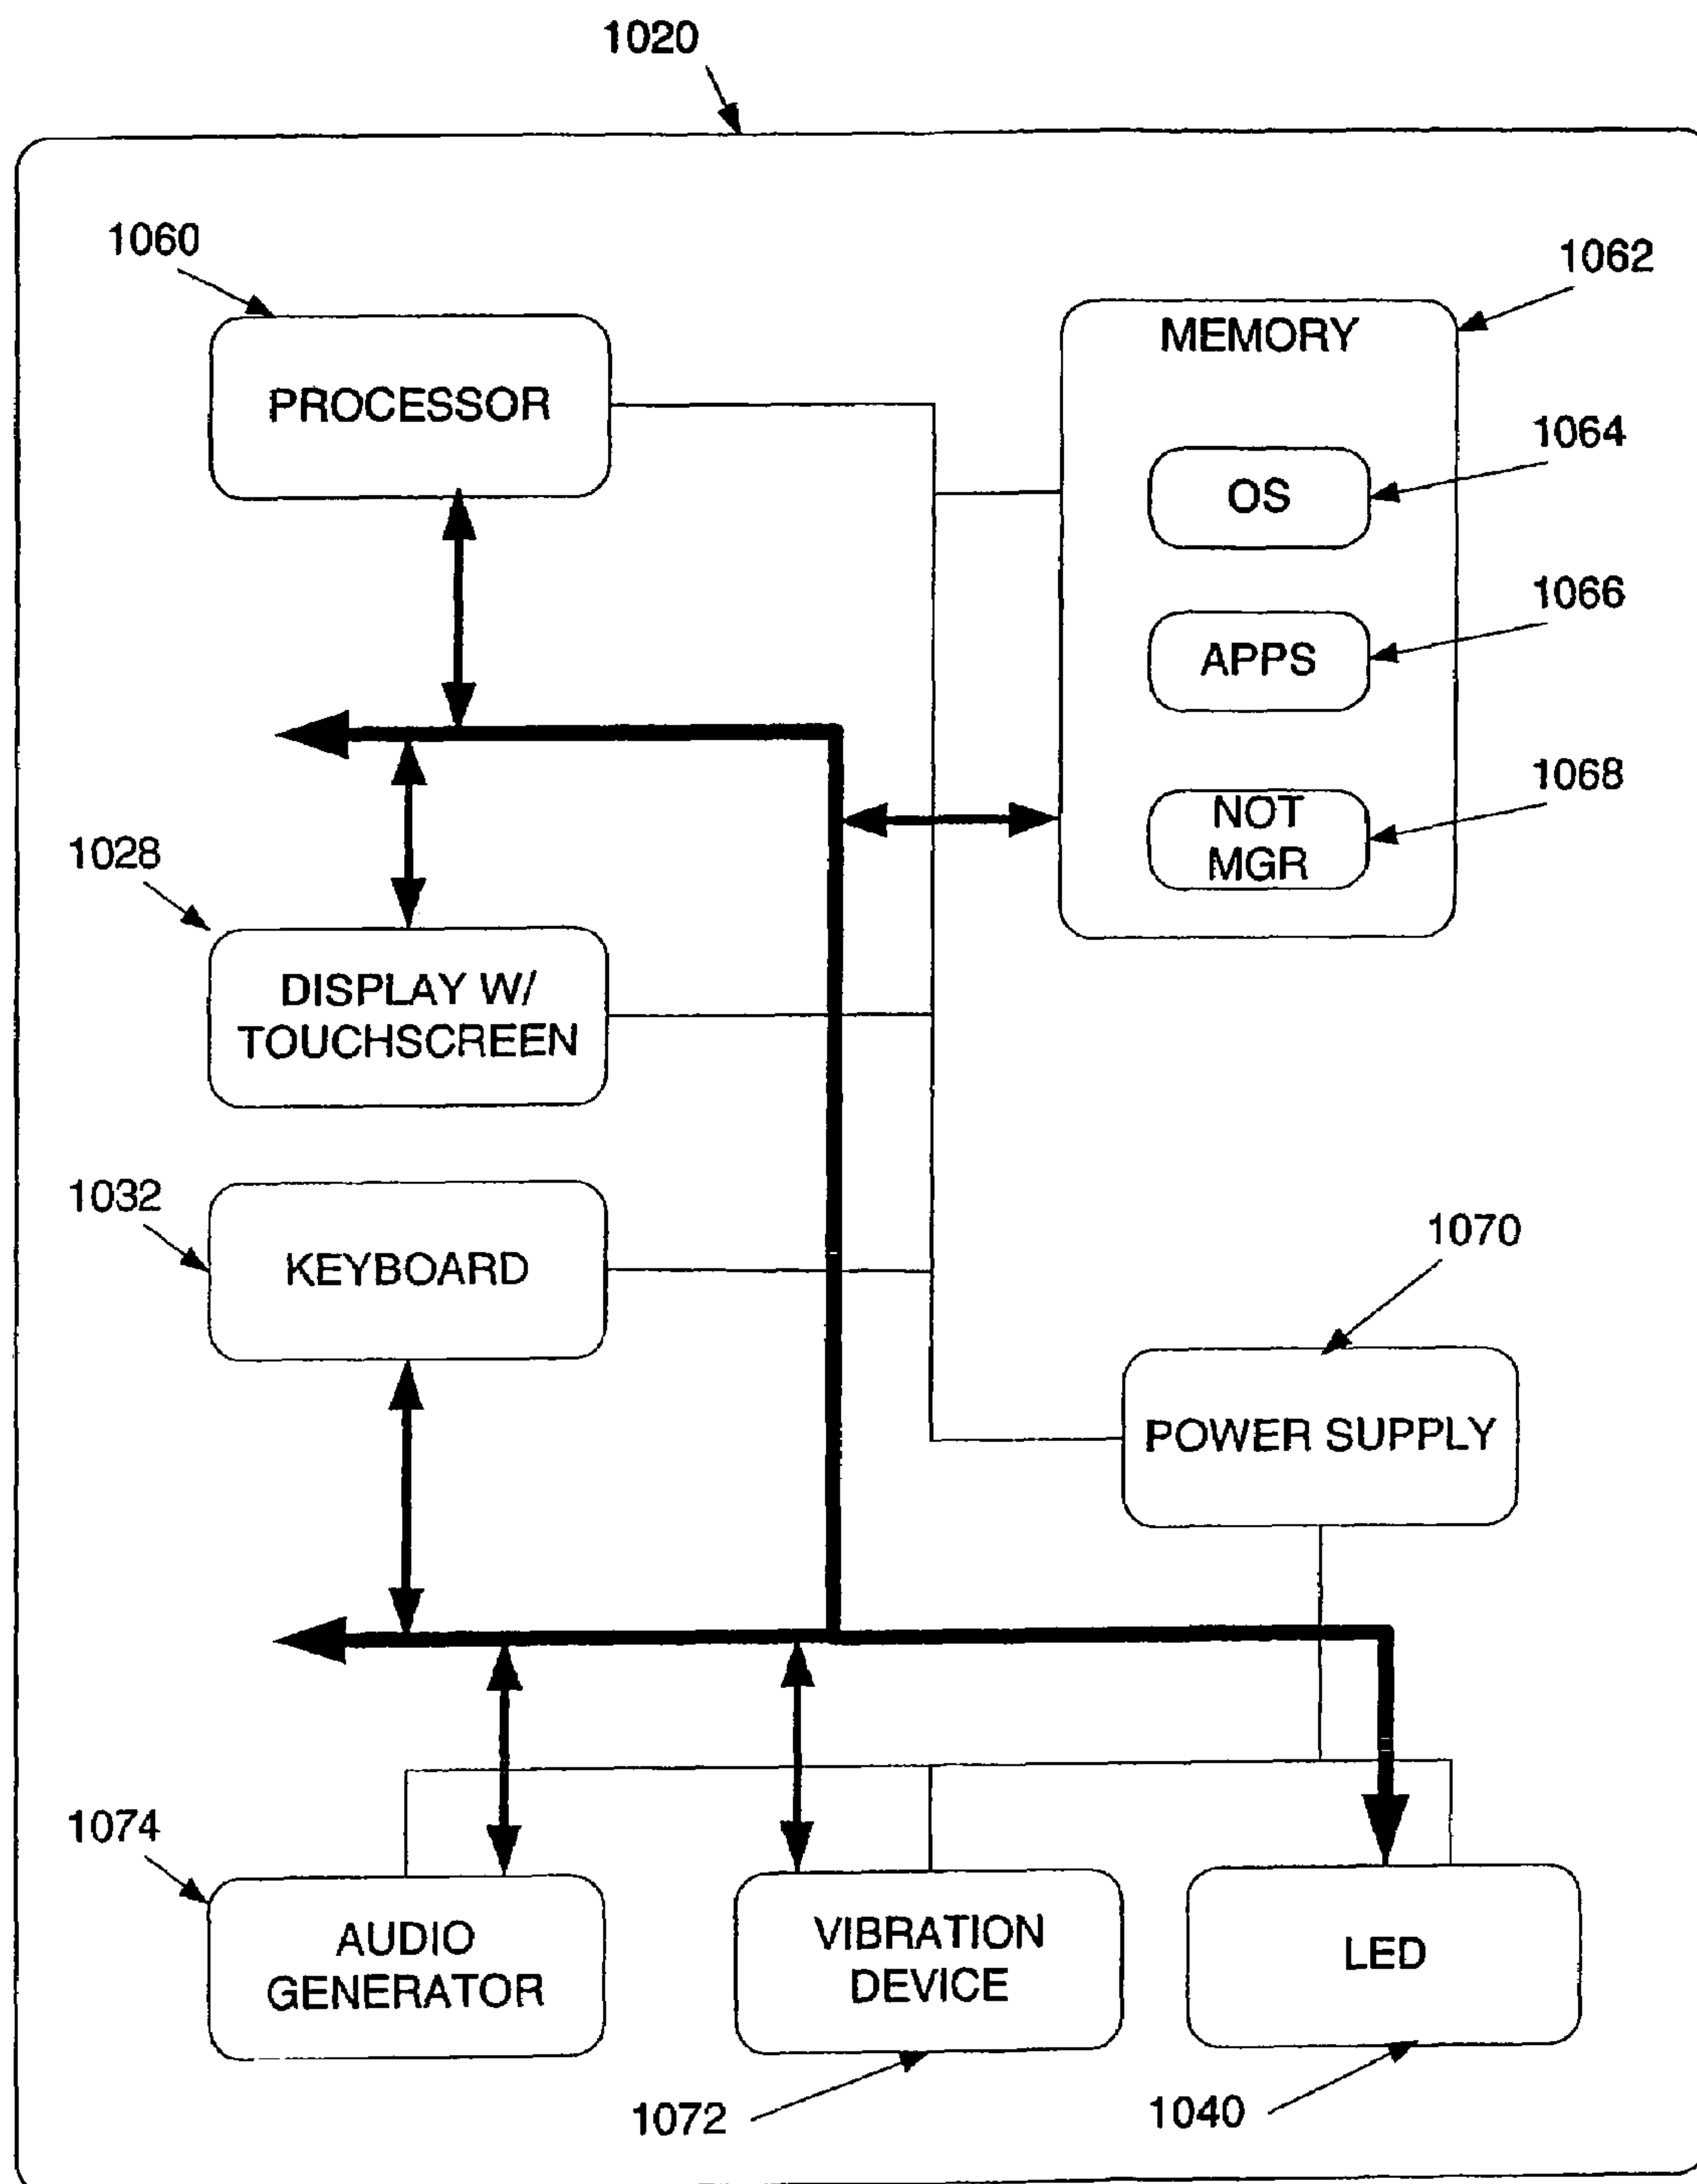 1020
1060
1062
MEMORY
PROCESSOR
1064
OS
1066
APPS
1068
NOT
MGR
1028
DISPLAY W/
TOUCHSCREEN
1032
KEYBOARD
1070
POWER SUPPLY
1074
AUDIO
GENERATOR
VIBRATION
DEVICE
LED
1072
1040